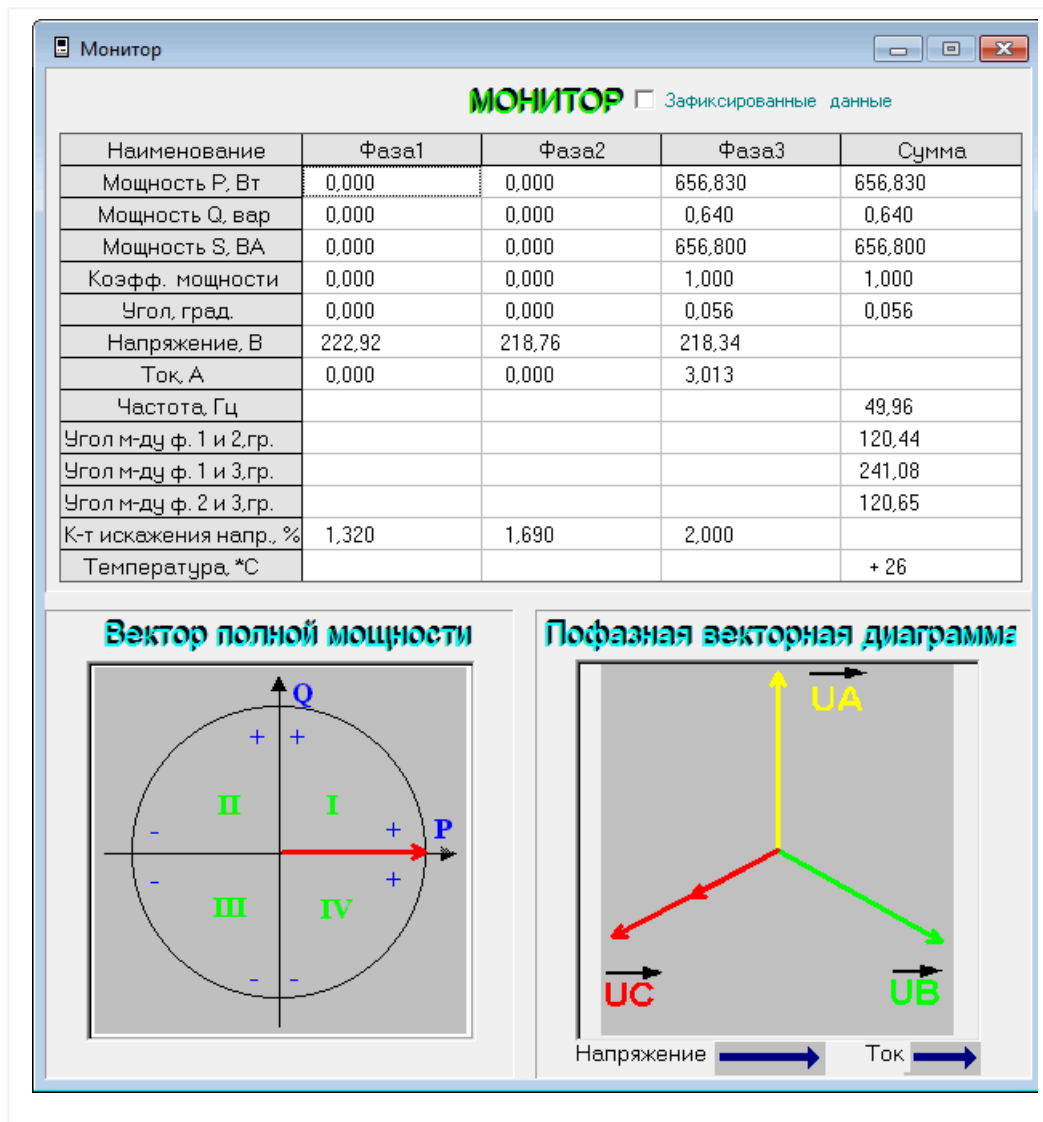 Монитор
МОНИТОР Зафиксированные данные
Наименование Фаза1 Фаза2 Фаза3 Сумма
Мощность P, Вт 0,000 0,000 656,830 656,830
Мощность Q, вар 0,000 0,000 0,640 0,640
Мощность S, ВА 0,000 0,000 656,800 656,800
Коэфф. мощности 0,000 0,000 1,000 1,000
Угол, град. 0,000 0,000 0,056 0,056
Напряжение, В 222,92 218,76 218,34
Ток, А 0,000 0,000 3,013
Частота, Гц 49,96
Угол м-ду ф. 1 и 2,гр. 120,44
Угол м-ду ф. 1 и 3,гр. 241,08
Угол м-ду ф. 2 и 3,гр. 120,65
К-т искажения напр., % 1,320 1,690 2,000
Температура, *С + 26
Вектор полной мощности
Q
+ +
II I
- + P
- +
III IV
- -
Пофазная векторная диаграмма
UA
UC UB
Напряжение Ток